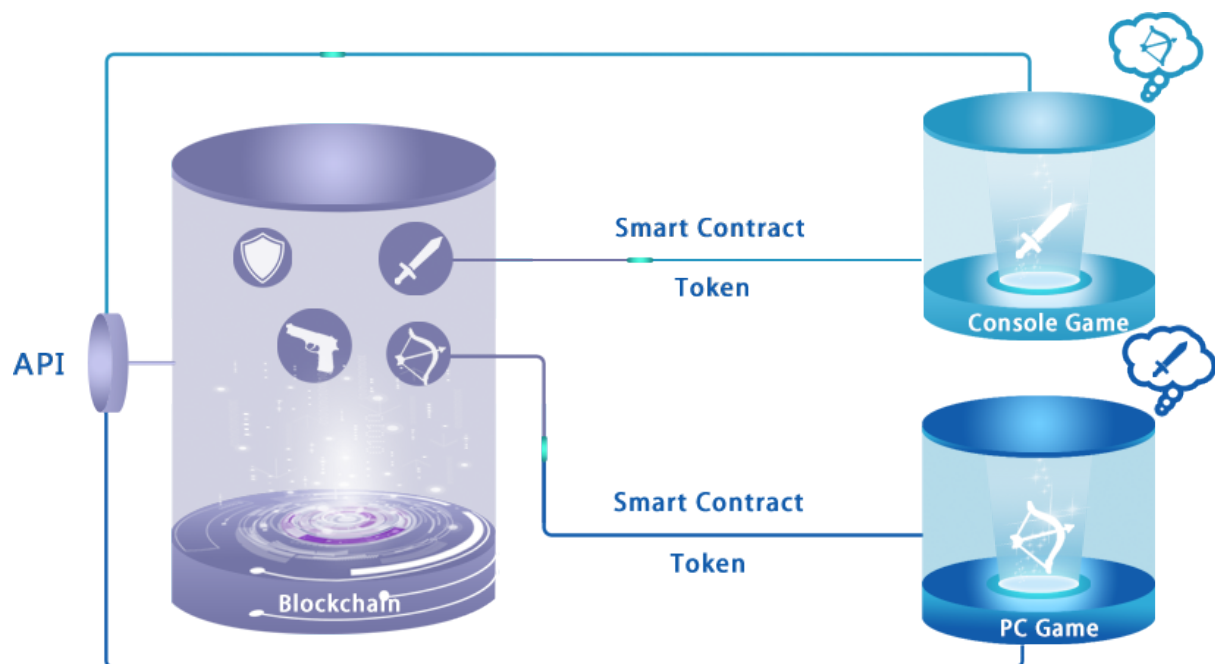 Smart Contract
Token
Console Game
API
Smart Contract
Token
Blockchain
PC Game